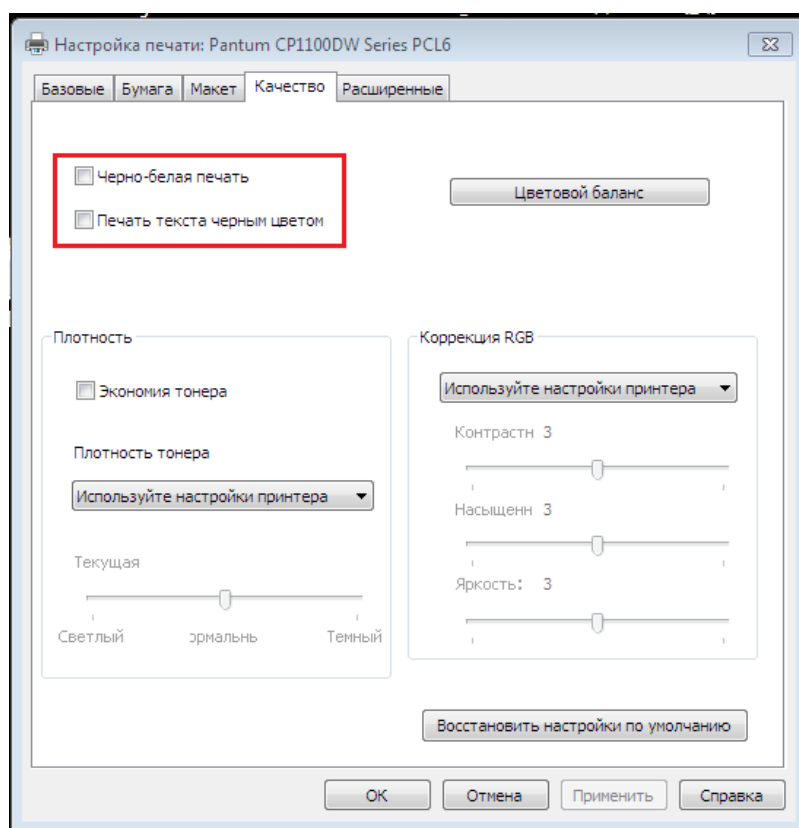 Настройка печати: Pantum CP1100DW Series PCL6
Базовые Бумага Макет Качество Расширенные
Черно-белая печать
Цветовой баланс
Печать текста черным цветом
Плотность
Коррекция RGB
Экономия тонера
Используйте настройки принтера
Контрастн 3
Плотность тонера
Используйте настройки принтера
Насыщенн 3
Текущая
Яркость: 3
Светлый ормальнь Темный
Восстановить настройки по умолчанию
ОК Отмена Применить Справка